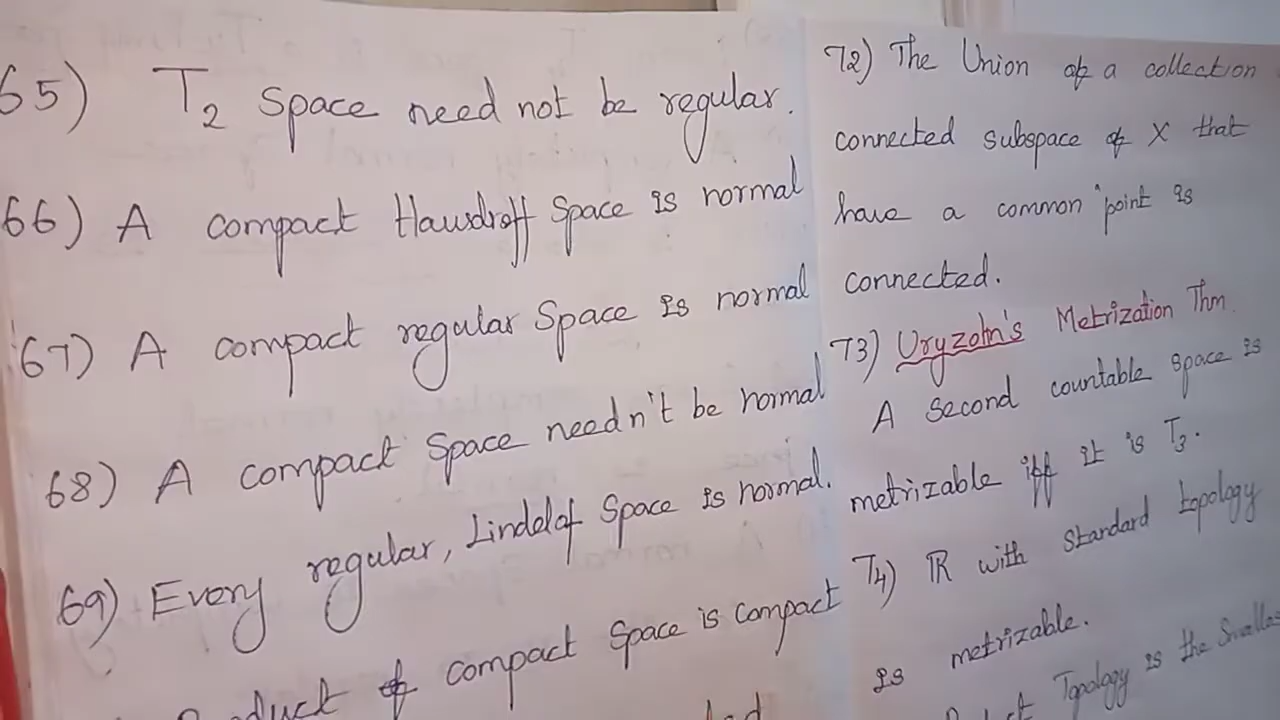 65) T2 Space need not be regular.
66) A compact Hausdroff Space is normal
67) A compact regular Space is normal
68) A compact Space needn't be normal
69) Every regular, Lindelof Space is normal.
of compact Space is compact
72) The Union of a collection
connected subspace of X that
have a common point is
connected.
73) Uryzohn's Metrization Thm
A Second countable space is
metrizable iff it is T3.
74) ℝ with standard topology
is metrizable.
Topology is the